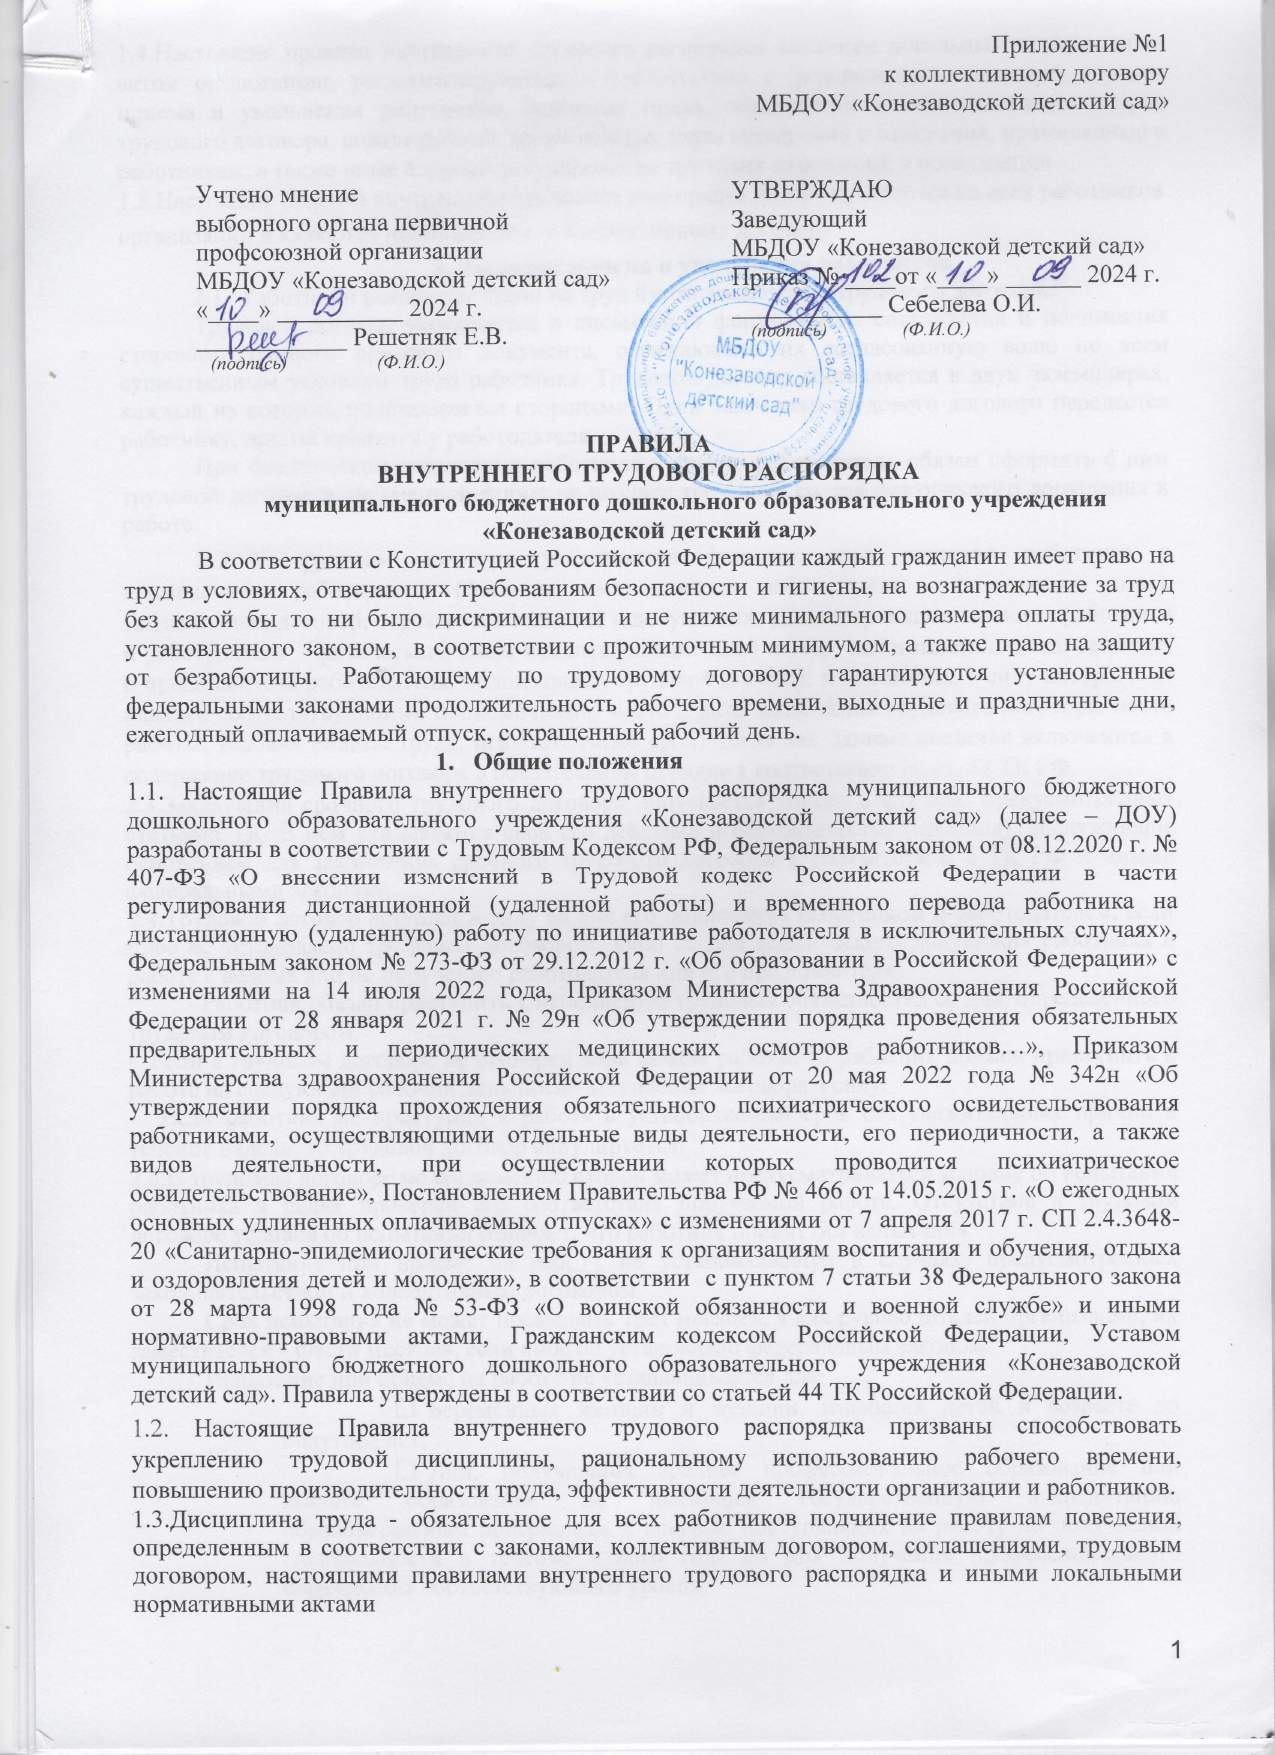 Приложение №1
к коллективному договору
МБДОУ «Конезаводской детский сад»
Учтено мнение
выборного органа первичной
профсоюзной организации
МБДОУ «Конезаводской детский сад»
«10» 09 2024 г.
Решетняк Е.В.
(подпись) (Ф.И.О.)
УТВЕРЖДАЮ
Заведующий
МБДОУ «Конезаводской детский сад»
Приказ № 102 от «10» 09 2024 г.
Себелева О.И.
(подпись) (Ф.И.О.)
МБДОУ
"Конезаводской
детский сад"
ПРАВИЛА
ВНУТРЕННЕГО ТРУДОВОГО РАСПОРЯДКА
муниципального бюджетного дошкольного образовательного учреждения
«Конезаводской детский сад»
В соответствии с Конституцией Российской Федерации каждый гражданин имеет право на
труд в условиях, отвечающих требованиям безопасности и гигиены, на вознаграждение за труд
без какой бы то ни было дискриминации и не ниже минимального размера оплаты труда,
установленного законом, в соответствии с прожиточным минимумом, а также право на защиту
от безработицы. Работающему по трудовому договору гарантируются установленные
федеральными законами продолжительность рабочего времени, выходные и праздничные дни,
ежегодный оплачиваемый отпуск, сокращенный рабочий день.
1. Общие положения
1.1. Настоящие Правила внутреннего трудового распорядка муниципального бюджетного
дошкольного образовательного учреждения «Конезаводской детский сад» (далее – ДОУ)
разработаны в соответствии с Трудовым Кодексом РФ, Федеральным законом от 08.12.2020 г. №
407-ФЗ «О внесении изменений в Трудовой кодекс Российской Федерации в части
регулирования дистанционной (удаленной работы) и временного перевода работника на
дистанционную (удаленную) работу по инициативе работодателя в исключительных случаях»,
Федеральным законом № 273-ФЗ от 29.12.2012 г. «Об образовании в Российской Федерации» с
изменениями на 14 июля 2022 года, Приказом Министерства Здравоохранения Российской
Федерации от 28 января 2021 г. № 29н «Об утверждении порядка проведения обязательных
предварительных и периодических медицинских осмотров работников…», Приказом
Министерства здравоохранения Российской Федерации от 20 мая 2022 года № 342н «Об
утверждении порядка прохождения обязательного психиатрического освидетельствования
работниками, осуществляющими отдельные виды деятельности, его периодичности, а также
видов деятельности, при осуществлении которых проводится психиатрическое
освидетельствование», Постановлением Правительства РФ № 466 от 14.05.2015 г. «О ежегодных
основных удлиненных оплачиваемых отпусках» с изменениями от 7 апреля 2017 г. СП 2.4.3648-
20 «Санитарно-эпидемиологические требования к организациям воспитания и обучения, отдыха
и оздоровления детей и молодежи», в соответствии с пунктом 7 статьи 38 Федерального закона
от 28 марта 1998 года № 53-ФЗ «О воинской обязанности и военной службе» и иными
нормативно-правовыми актами, Гражданским кодексом Российской Федерации, Уставом
муниципального бюджетного дошкольного образовательного учреждения «Конезаводской
детский сад». Правила утверждены в соответствии со статьей 44 ТК Российской Федерации.
1.2. Настоящие Правила внутреннего трудового распорядка призваны способствовать
укреплению трудовой дисциплины, рациональному использованию рабочего времени,
повышению производительности труда, эффективности деятельности организации и работников.
1.3.Дисциплина труда - обязательное для всех работников подчинение правилам поведения,
определенным в соответствии с законами, коллективным договором, соглашениями, трудовым
договором, настоящими правилами внутреннего трудового распорядка и иными локальными
нормативными актами
1